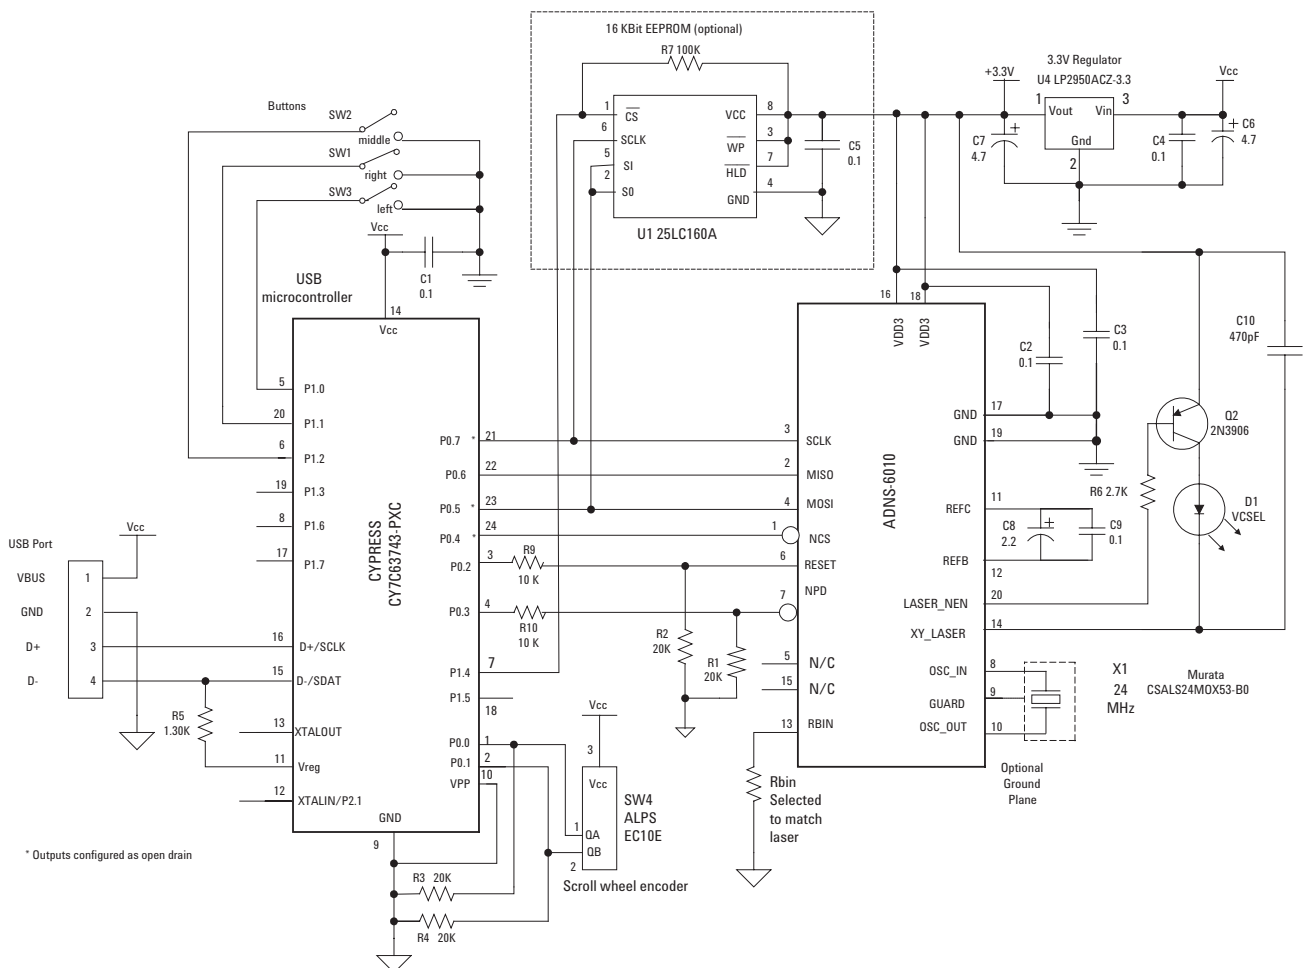 16 KBit EEPROM (optional)
R7 100K
1
CS
6
SCLK
5
SI
2
S0
VCC
8
WP
3
HLD
7
GND
4
U1 25LC160A
C5
0.1
+3.3V
3.3V Regulator
U4 LP2950ACZ-3.3
1
Vout
Vin
3
Gnd
2
Vcc
C7
4.7
+
C4
0.1
C6
4.7
+
Buttons
SW2
middle
SW1
right
SW3
left
Vcc
C1
0.1
USB
microcontroller
14
Vcc
5
P1.0
20
P1.1
6
P1.2
19
P1.3
8
P1.6
17
P1.7
16
D+/SCLK
15
D-/SDAT
13
XTALOUT
11
Vreg
12
XTALIN/P2.1
GND
9
CYPRESS
CY7C63743-PXC
P0.7 *
21
P0.6
22
P0.5 *
23
P0.4 *
24
P0.2
3
P0.3
4
P1.4
7
P1.5
18
P0.0
1
P0.1
2
VPP
10
USB Port
VBUS
1
GND
2
D+
3
D-
4
Vcc
R5
1.30K
R9
10 K
R10
10 K
R2
20K
R1
20K
R3 20K
R4 20K
Vcc
3
Vcc
1
QA
QB
2
SW4
ALPS
EC10E
Scroll wheel encoder
* Outputs configured as open drain
16
VDD3
18
VDD3
ADNS-6010
3
SCLK
2
MISO
4
MOSI
1
NCS
6
RESET
7
NPD
5
N/C
15
N/C
13
RBIN
GND
17
GND
19
REFC
11
REFB
12
LASER_NEN
20
XY_LASER
14
OSC_IN
8
GUARD
9
OSC_OUT
10
C2
0.1
C3
0.1
C8
2.2
+
C9
0.1
C10
470pF
Q2
2N3906
R6 2.7K
D1
VCSEL
X1
24
MHz
Murata
CSALS24MOX53-B0
Optional
Ground
Plane
Rbin
Selected
to match
laser